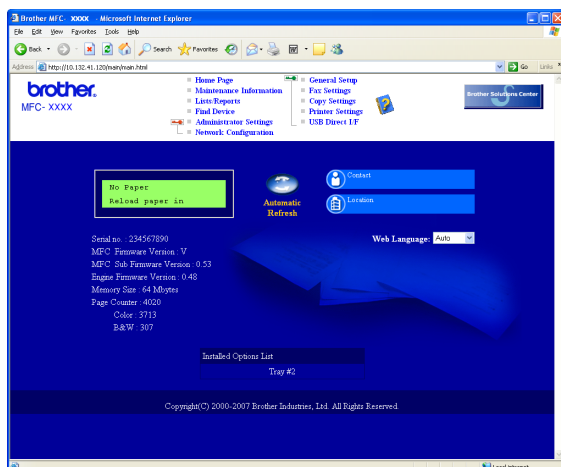 Brother MFC- XXXX - Microsoft Internet Explorer
File Edit View Favorites Tools Help
Back Search Favorites
Address http://10.132.41.120/main/main.html Go Links
brother.
MFC- XXXX
Home Page
Maintenance Information
Lists/Reports
Find Device
Administrator Settings
Network Configuration
General Setup
Fax Settings
Copy Settings
Printer Settings
USB Direct I/F
Brother Solutions Center
No Paper
Reload paper in
Automatic
Refresh
Contact
Location
Web Language: Auto
Serial no. : 234567890
MFC Firmware Version : V
MFC Sub Firmware Version : 0.53
Engine Firmware Version : 0.48
Memory Size : 64 Mbytes
Page Counter : 4020
Color : 3713
B&W : 307
Installed Options List
Tray #2
Copyright(C) 2000-2007 Brother Industries, Ltd. All Rights Reserved.